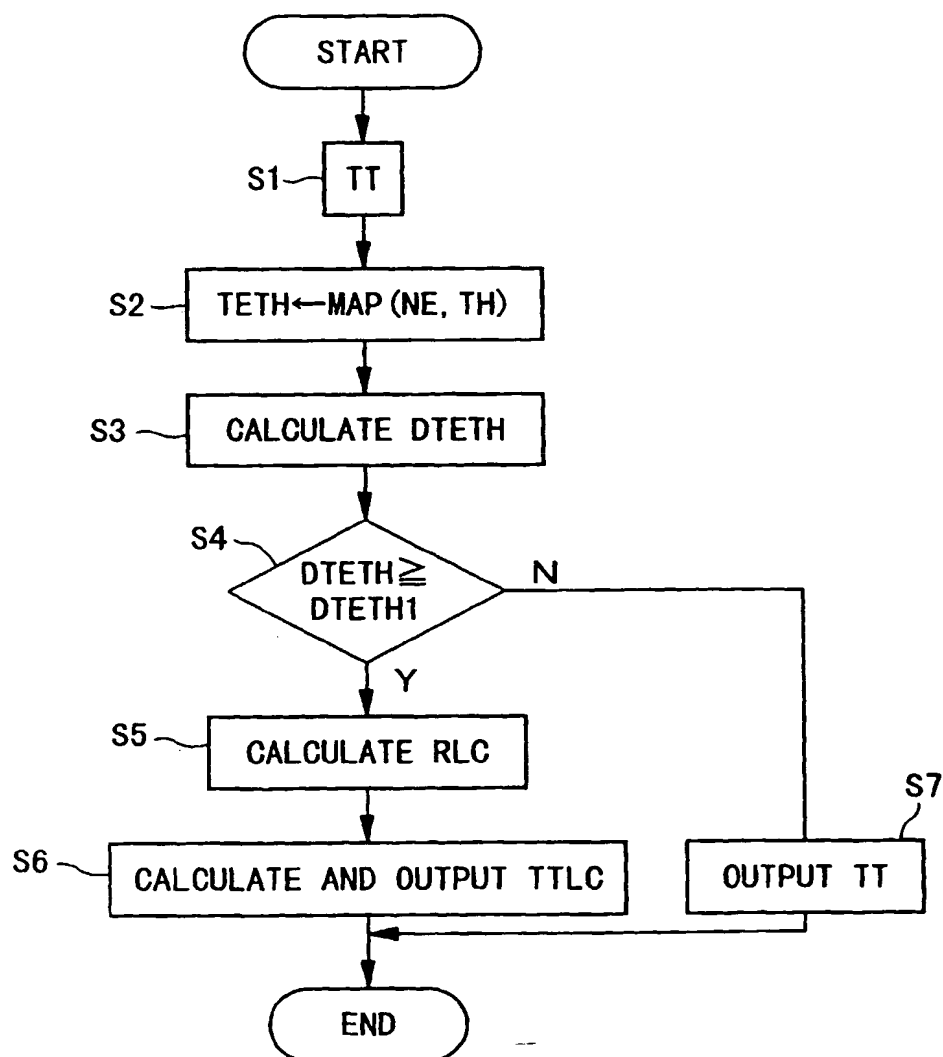 START
S1
TT
S2
TETH←MAP(NE, TH)
S3
CALCULATE DTETH
S4
DTETH≧
DTETH1
N
Y
S5
CALCULATE RLC
S6
CALCULATE AND OUTPUT TTLC
S7
OUTPUT TT
END